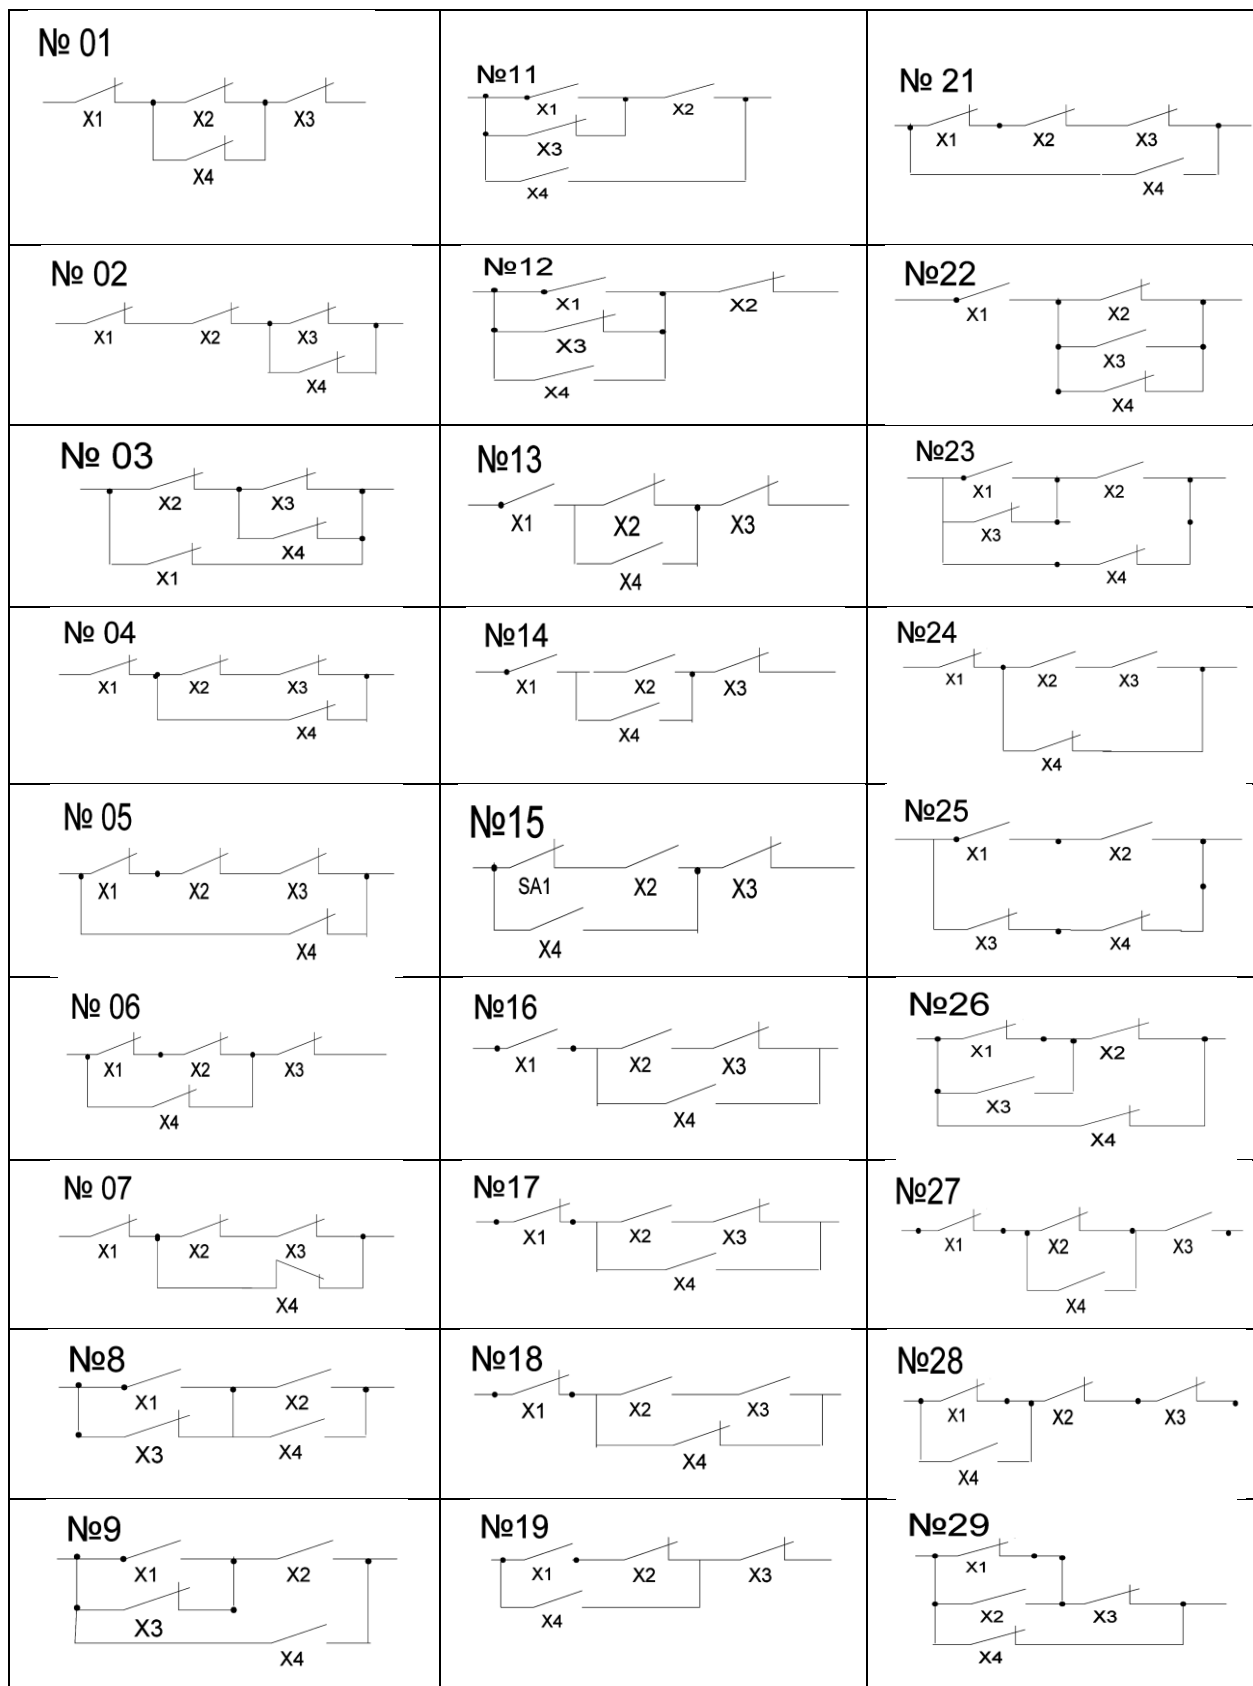 № 01
X1 X2 X3
X4
№11
X1 X2
X3
X4
№ 21
X1 X2 X3
X4
№ 02
X1 X2 X3
X4
№12
X1 X2
X3
X4
№22
X1 X2
X3
X4
№ 03
X2 X3
X4
X1
№13
X1 X2 X3
X4
№23
X1 X2
X3
X4
№ 04
X1 X2 X3
X4
№14
X1 X2 X3
X4
№24
X1 X2 X3
X4
№ 05
X1 X2 X3
X4
№15
SA1 X2 X3
X4
№25
X1 X2
X3 X4
№ 06
X1 X2 X3
X4
№16
X1 X2 X3
X4
№26
X1 X2
X3
X4
№ 07
X1 X2 X3
X4
№17
X1 X2 X3
X4
№27
X1 X2 X3
X4
№8
X1 X2
X3 X4
№18
X1 X2 X3
X4
№28
X1 X2 X3
X4
№9
X1 X2
X3
X4
№19
X1 X2 X3
X4
№29
X1
X2 X3
X4